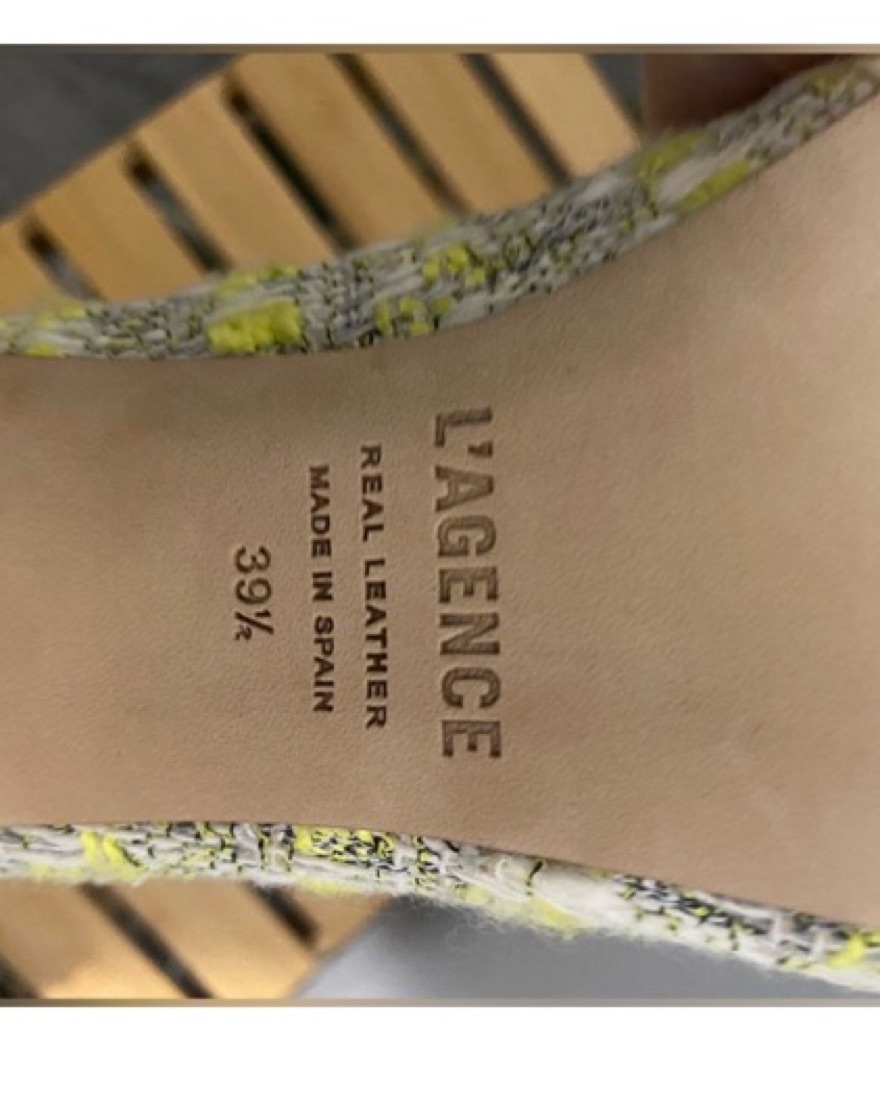 L'AGENCE
REAL LEATHER
MADE IN SPAIN
39½